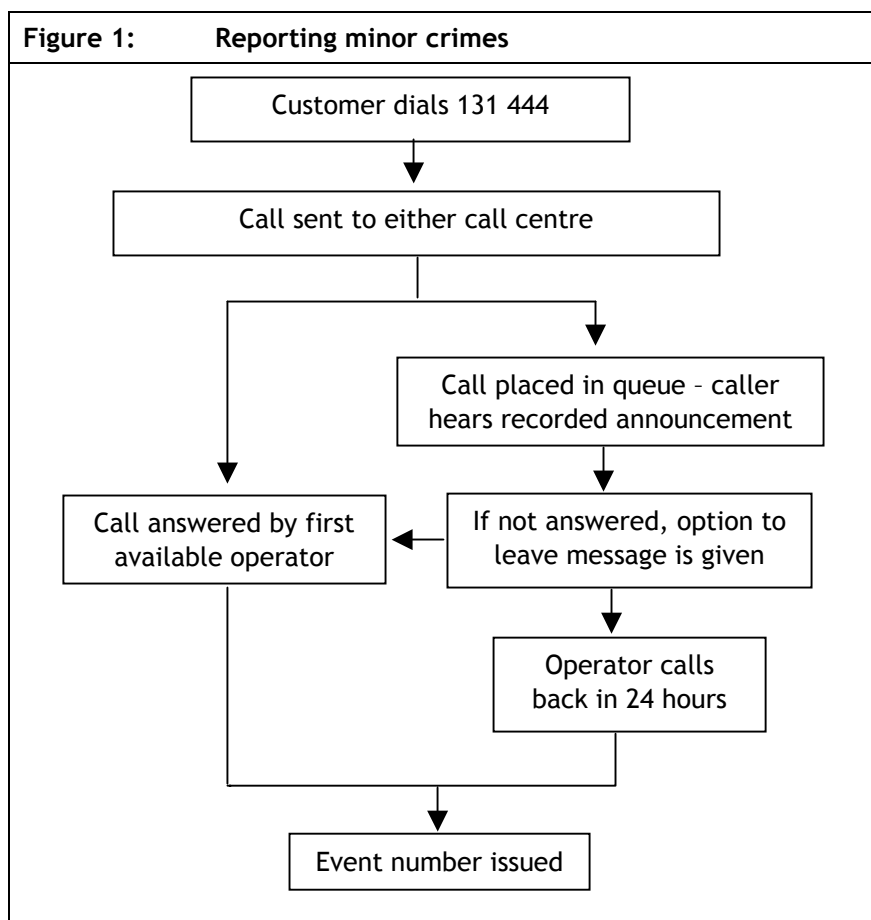 Figure 1: Reporting minor crimes
Customer dials 131 444
Call sent to either call centre
Call placed in queue – caller
hears recorded announcement
Call answered by first
available operator
If not answered, option to
leave message is given
Operator calls
back in 24 hours
Event number issued